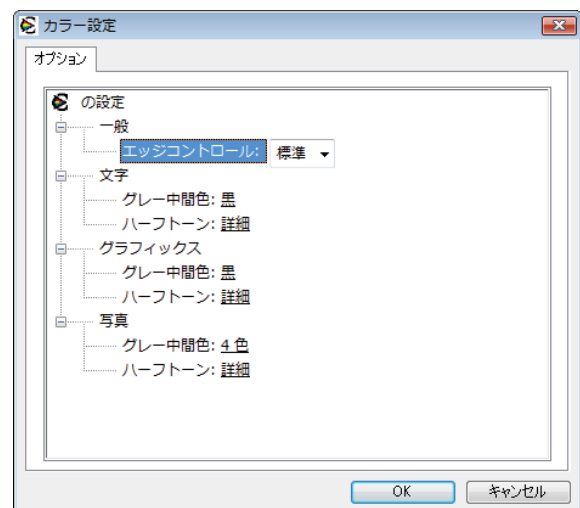 カラー設定
オプション
の設定
一般
エッジコントロール: 標準
文字
グレー中間色: 黒
ハーフトーン: 詳細
グラフィックス
グレー中間色: 黒
ハーフトーン: 詳細
写真
グレー中間色: 4 色
ハーフトーン: 詳細
OK キャンセル